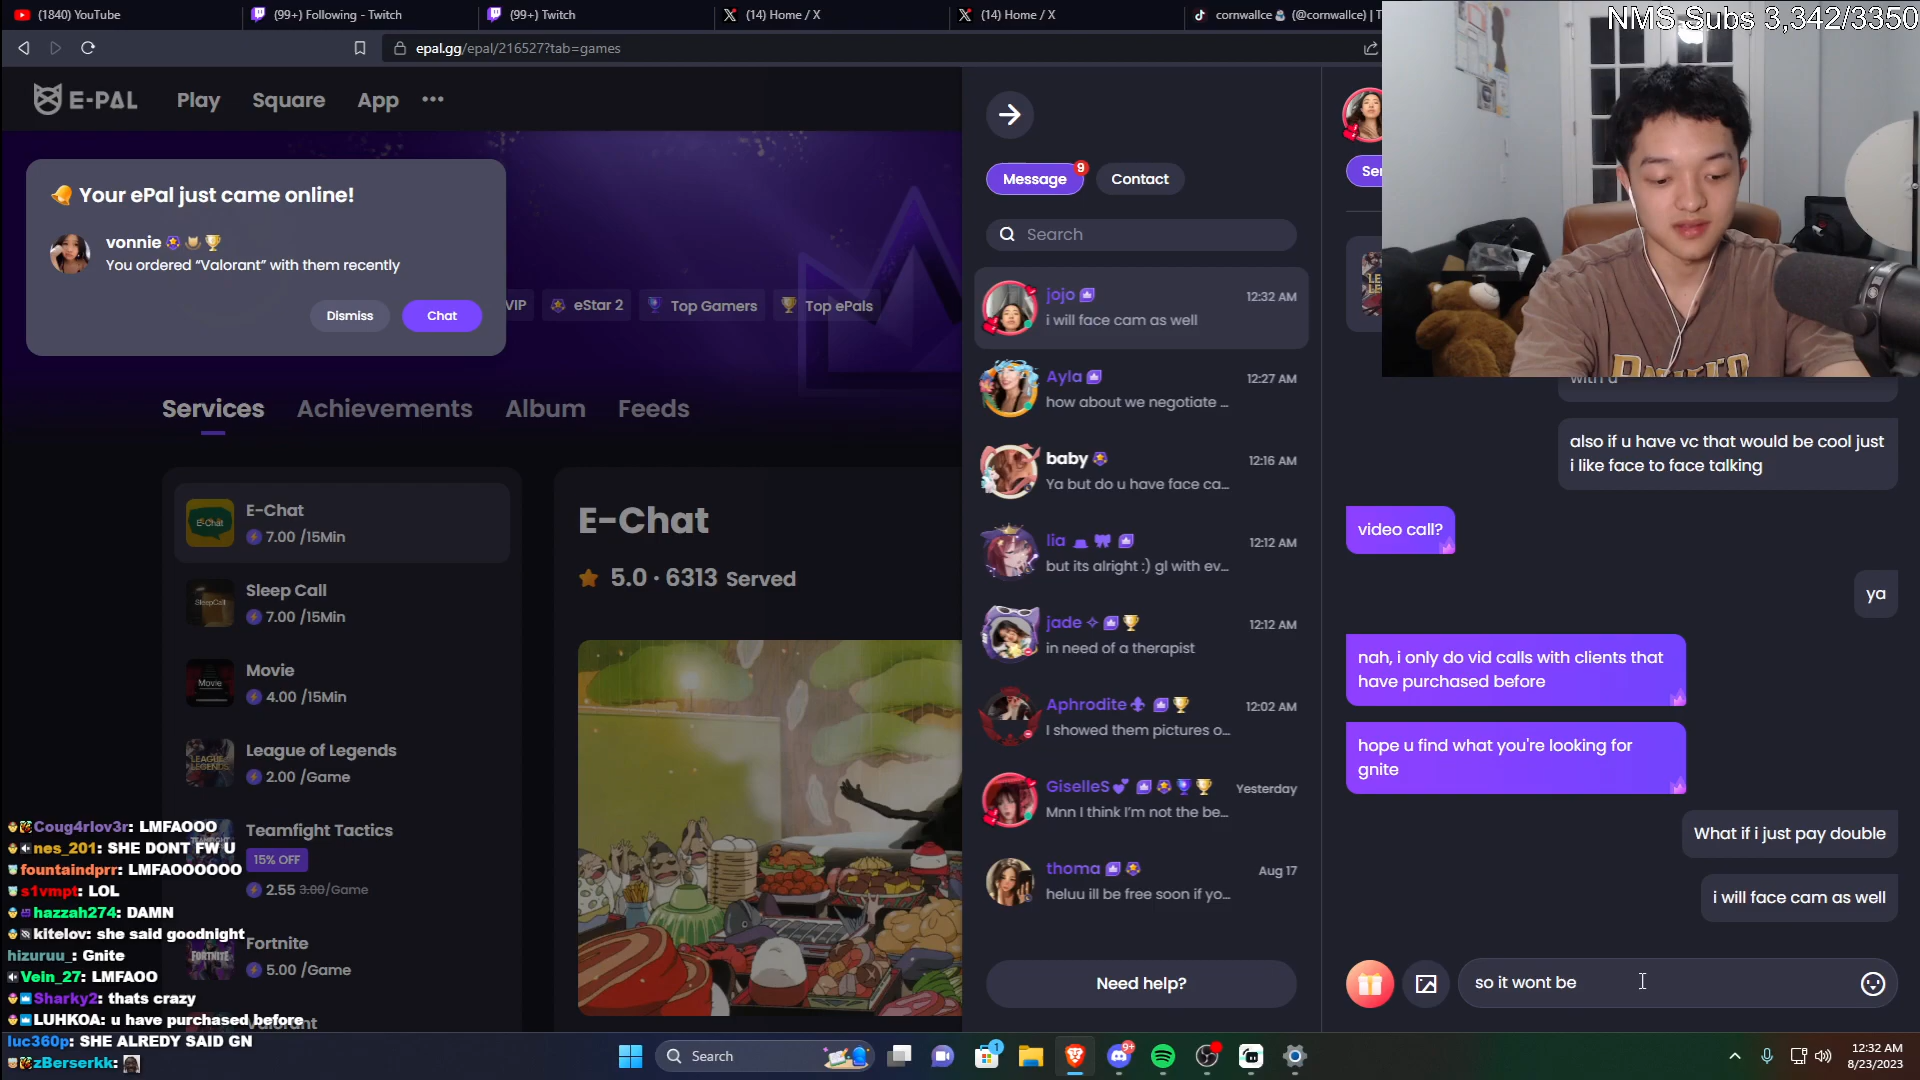 (1840) YouTube
(99+) Following - Twitch
(99+) Twitch
(14) Home / X
(14) Home / X
cornwallce (@cornwallce) | T
epal.gg/epal/216527?tab=games
NMS Subs 3,342/3350
E-PAL
Play
Square
App
•••
Your ePal just came online!
vonnie
You ordered “Valorant” with them recently
Dismiss
Chat
VIP
eStar 2
Top Gamers
Top ePals
Services
Achievements
Album
Feeds
E-Chat
7.00 /15Min
Sleep Call
7.00 /15Min
Movie
4.00 /15Min
League of Legends
2.00 /Game
Teamfight Tactics
15% OFF
2.55 3.00/Game
Fortnite
5.00 /Game
Valorant
E-Chat
5.0 · 6313 Served
Message
9
Contact
Search
jojo
12:32 AM
i will face cam as well
Ayla
12:27 AM
how about we negotiate ...
baby
12:16 AM
Ya but do u have face ca...
lia
12:12 AM
but its alright :) gl with ev...
jade
12:12 AM
in need of a therapist
Aphrodite
12:02 AM
I showed them pictures o...
GiselleS
Yesterday
Mnn I think I'm not the be...
thoma
Aug 17
heluu ill be free soon if yo...
Need help?
Ser
with u
also if u have vc that would be cool just
i like face to face talking
video call?
ya
nah, i only do vid calls with clients that
have purchased before
hope u find what you're looking for
gnite
What if i just pay double
i will face cam as well
so it wont be
Coug4rlov3r: LMFAOOO
nes_201: SHE DONT FW U
fountaindprr: LMFAOOOOOO
s1vmpt: LOL
hazzah274: DAMN
kitelov: she said goodnight
hizuruu_: Gnite
Vein_27: LMFAOO
Sharky2: thats crazy
LUHKOA: u have purchased before
luc360p: SHE ALREDY SAID GN
zBerserkk:
Search
1
9+
12:32 AM
8/23/2023